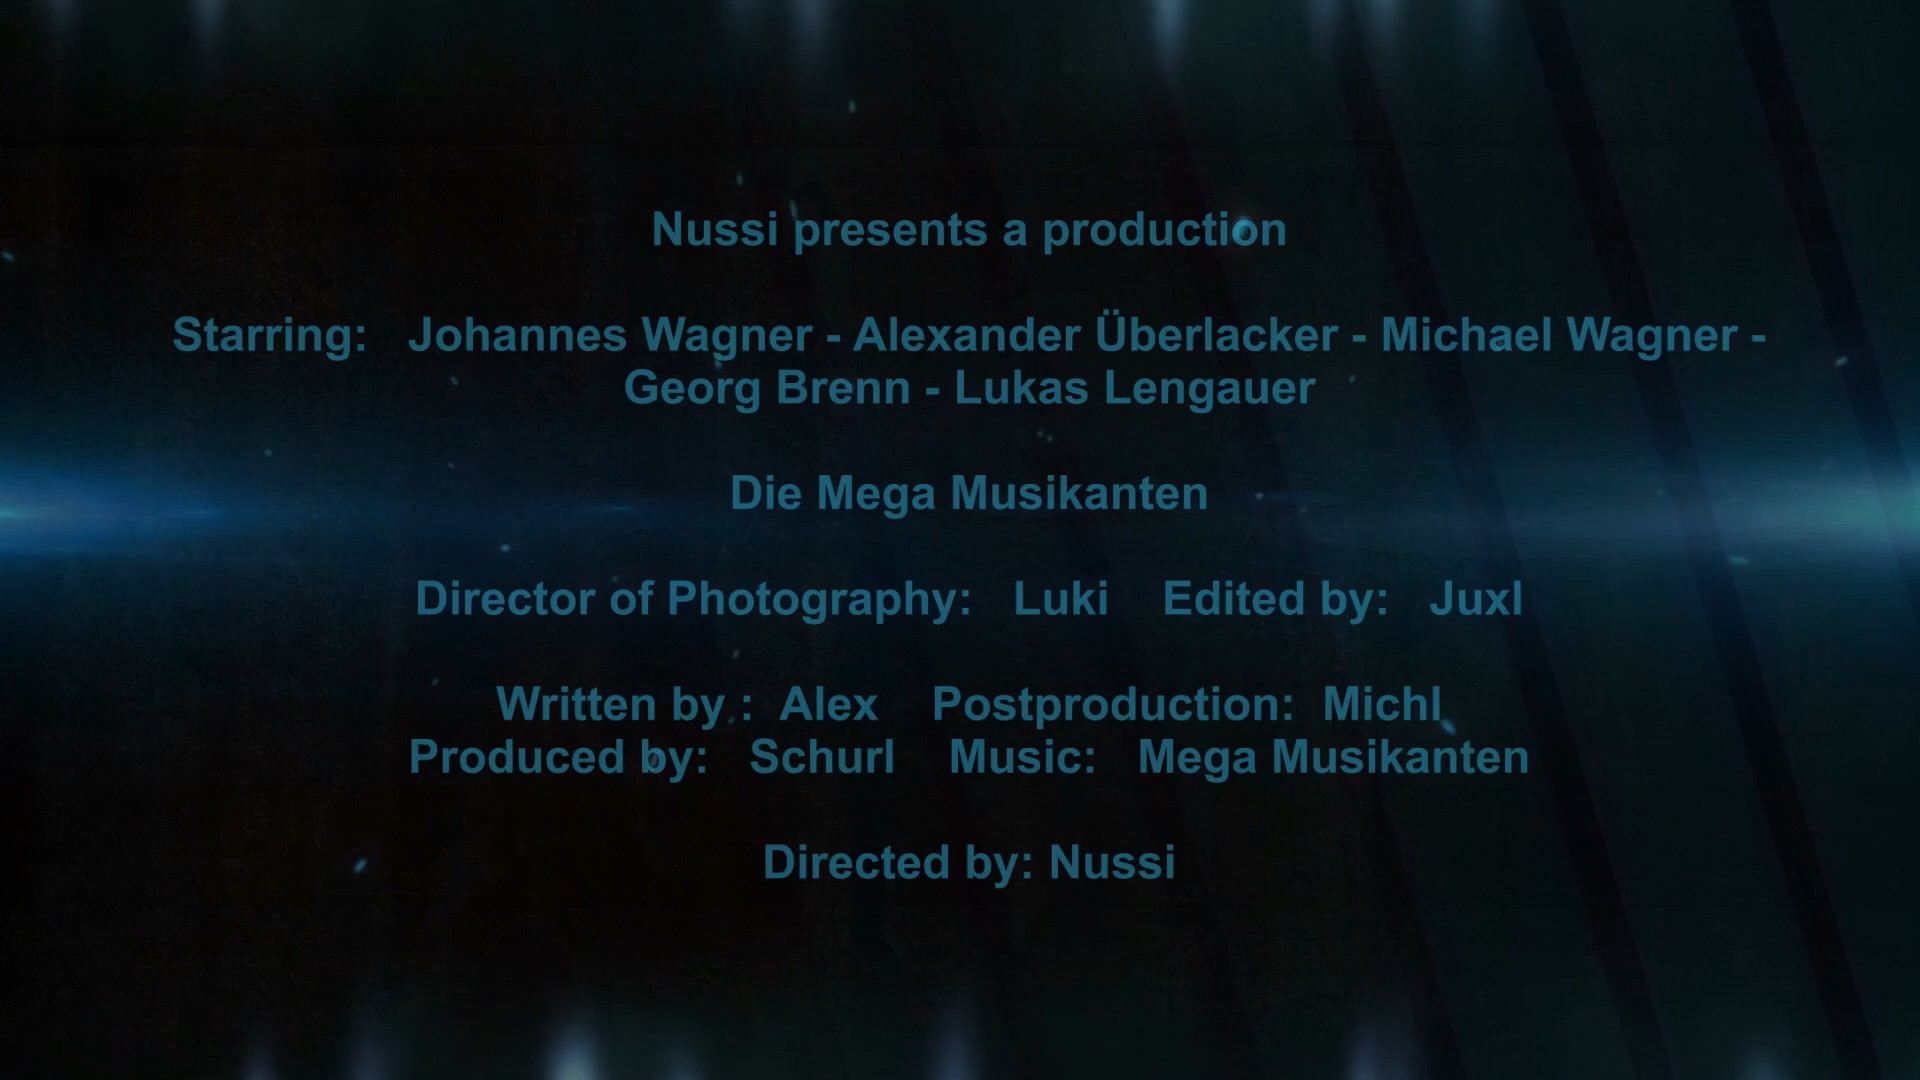 Nussi presents a production
Starring: Johannes Wagner - Alexander Überlacker - Michael Wagner -
Georg Brenn - Lukas Lengauer
Die Mega Musikanten
Director of Photography: Luki Edited by: Juxl
Written by : Alex Postproduction: Michl
Produced by: Schurl Music: Mega Musikanten
Directed by: Nussi